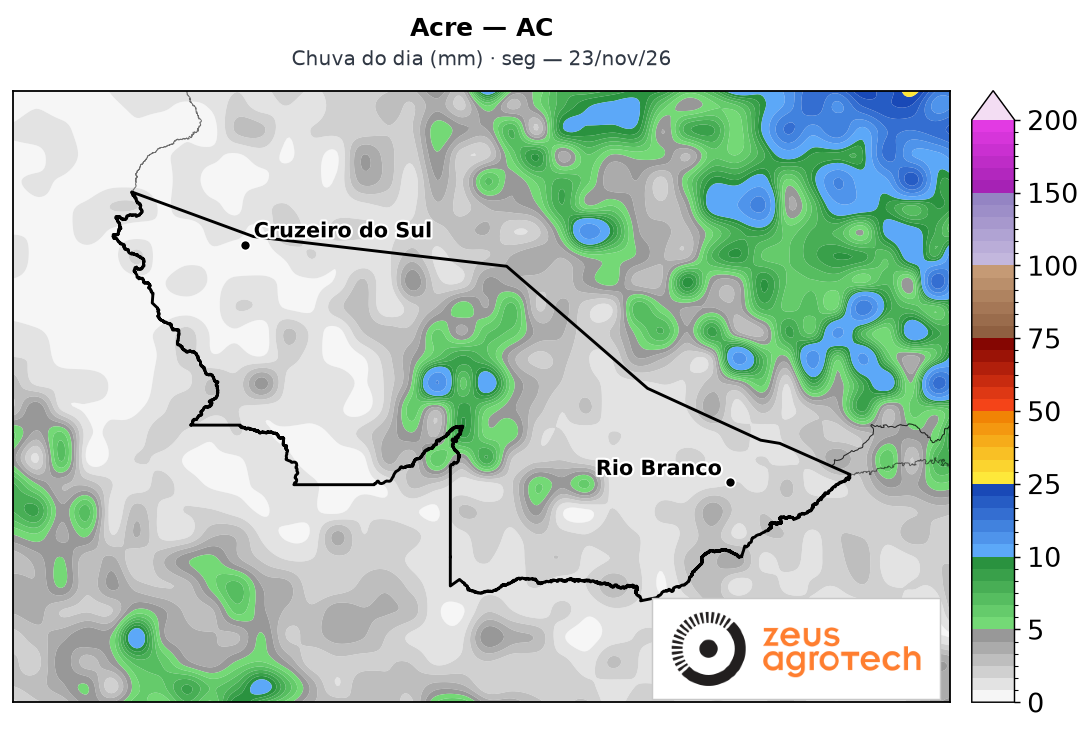 Acre — AC
Chuva do dia (mm) · seg — 23/nov/26
Cruzeiro do Sul
Rio Branco
200
150
100
75
50
25
10
5
0
zeus
agrotech